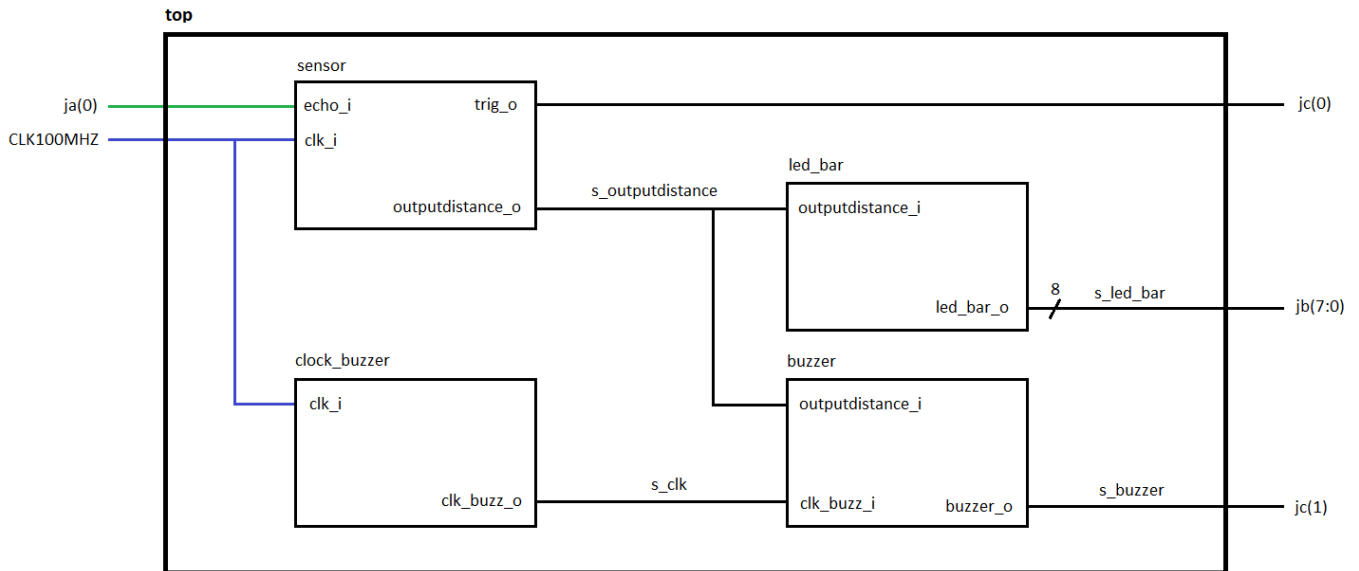 top
sensor
ja(0)
echo_i
trig_o
jc(0)
CLK100MHZ
clk_i
led_bar
outputdistance_o
s_outputdistance
outputdistance_i
8
s_led_bar
led_bar_o
jb(7:0)
clock_buzzer
buzzer
clk_i
outputdistance_i
clk_buzz_o
s_clk
clk_buzz_i
buzzer_o
s_buzzer
jc(1)